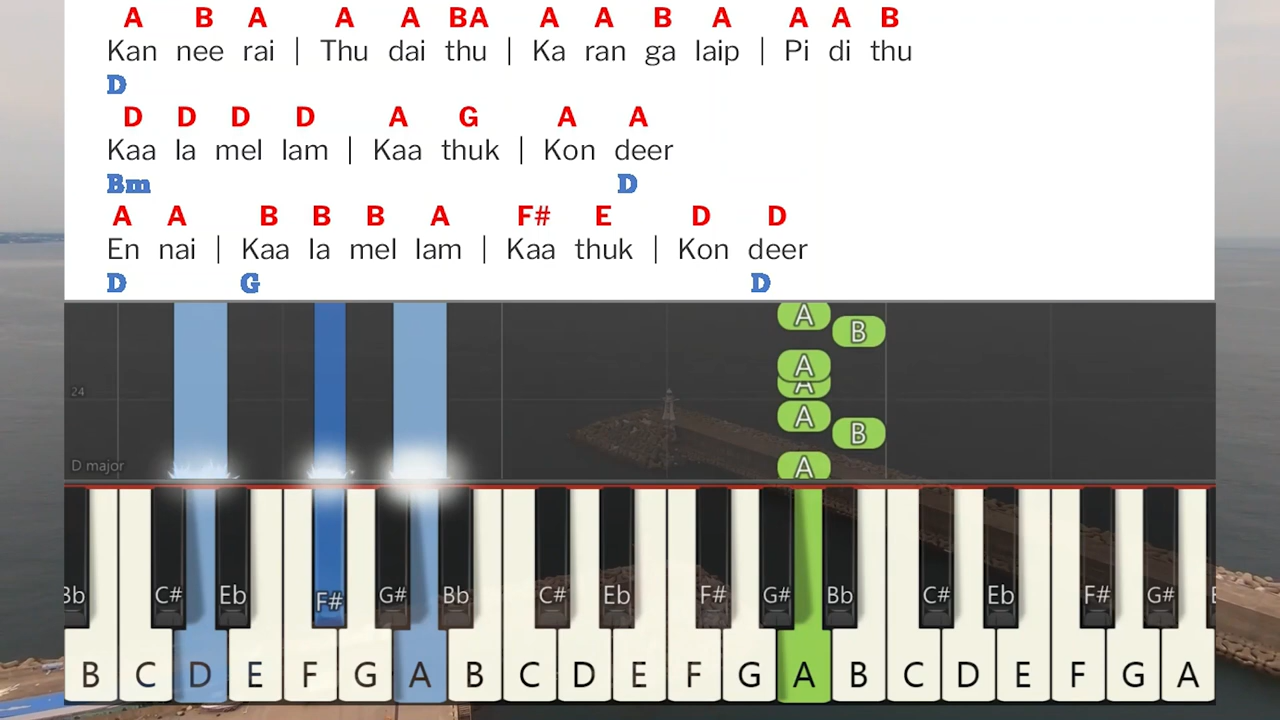 A B A A A BA A A B A A A B
Kan nee rai | Thu dai thu | Ka ran ga laip | Pi di thu
D
D D D D A G A A
Kaa la mel lam | Kaa thuk | Kon deer
Bm D
A A B B B A F# E D D
En nai | Kaa la mel lam | Kaa thuk | Kon deer
D G D
A
B
A
A
24
A
B
D major
A
Bb C# Eb F# G# Bb C# Eb F# G# Bb C# Eb F# G#
B C D E F G A B C D E F G A B C D E F G A